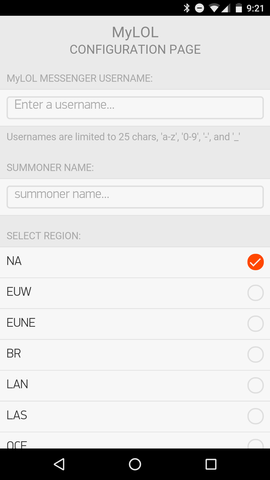 9:21
MyLOL
CONFIGURATION PAGE
MyLOL MESSENGER USERNAME:
Enter a username...
Usernames are limited to 25 chars, 'a-z', '0-9', '-', and '_'
SUMMONER NAME:
summoner name...
SELECT REGION:
NA
EUW
EUNE
BR
LAN
LAS
OCE